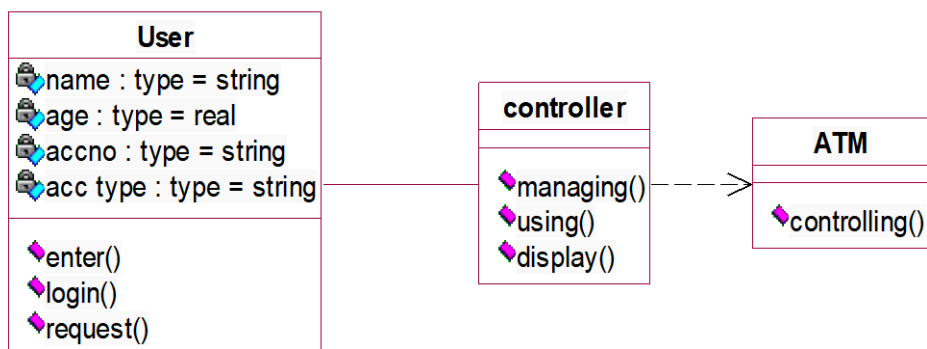 User
name : type = string
age : type = real
accno : type = string
acc type : type = string
enter()
login()
request()
controller
managing()
using()
display()
ATM
controlling()